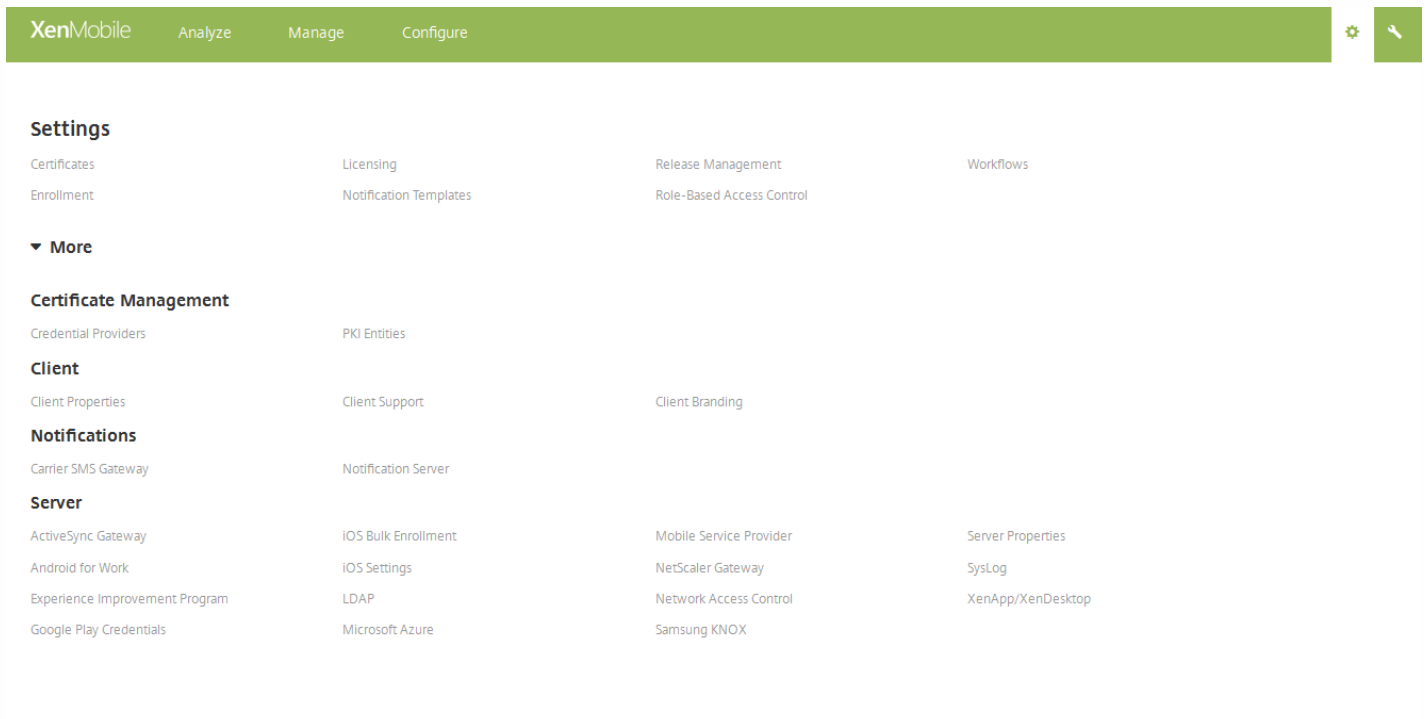 XenMobile Analyze Manage Configure
Settings
Certificates Licensing Release Management Workflows
Enrollment Notification Templates Role-Based Access Control
More
Certificate Management
Credential Providers PKI Entities
Client
Client Properties Client Support Client Branding
Notifications
Carrier SMS Gateway Notification Server
Server
ActiveSync Gateway iOS Bulk Enrollment Mobile Service Provider Server Properties
Android for Work iOS Settings NetScaler Gateway SysLog
Experience Improvement Program LDAP Network Access Control XenApp/XenDesktop
Google Play Credentials Microsoft Azure Samsung KNOX